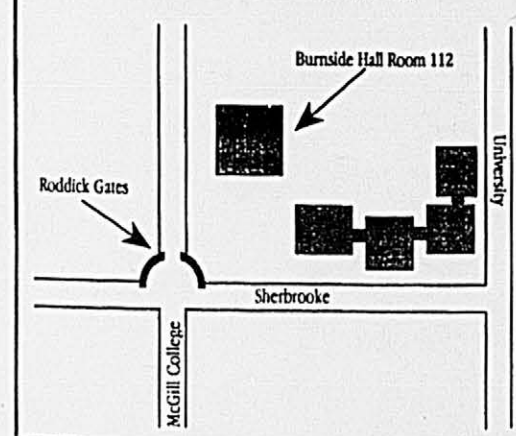 Burnside Hall Room 112
University
Roddick Gates
Sherbrooke
McGill College